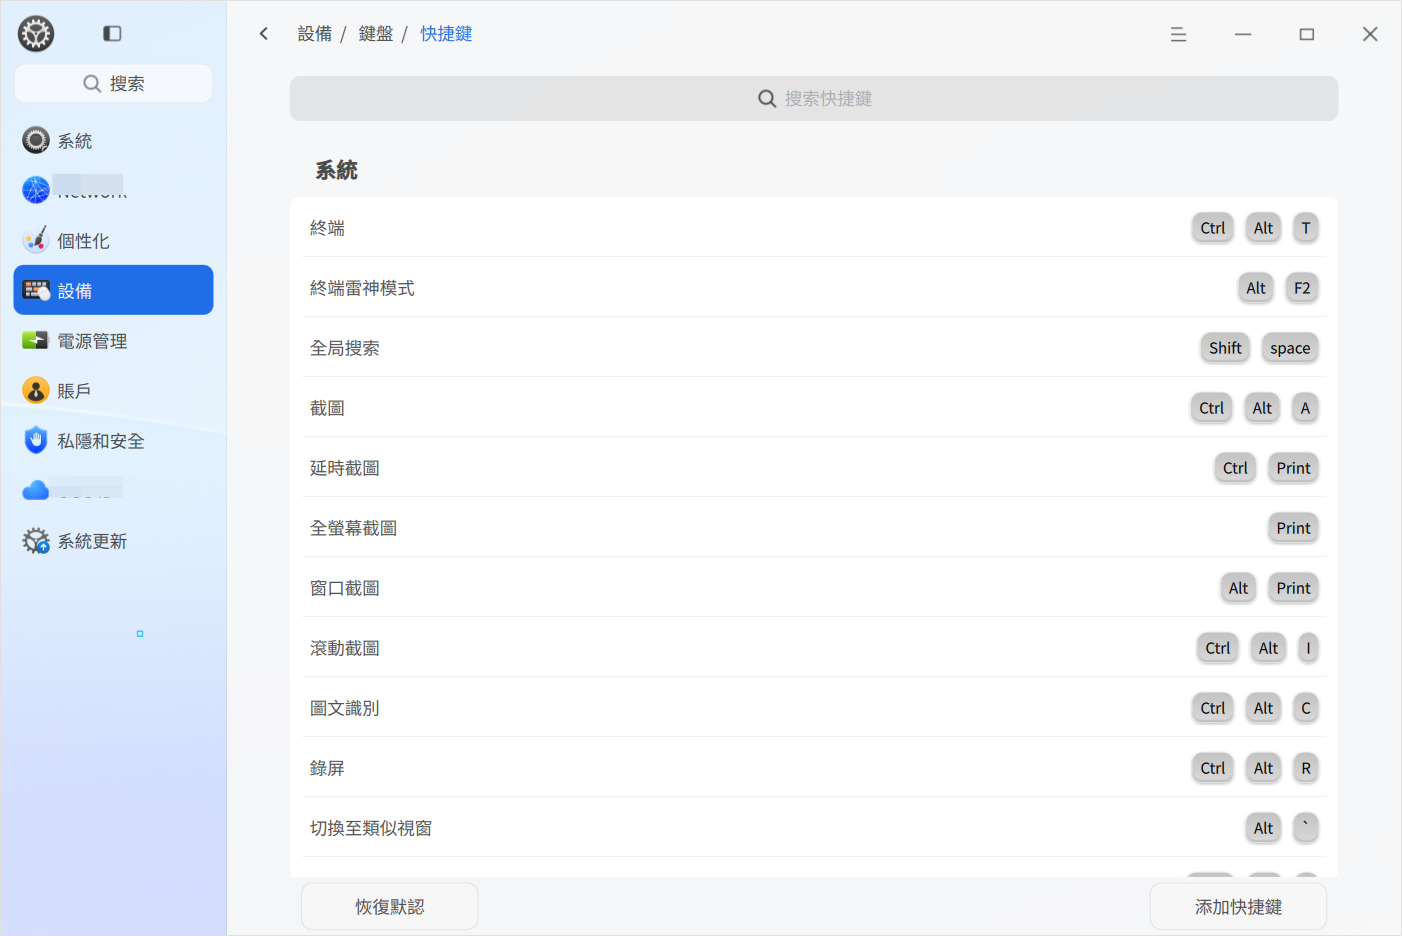 設備 / 鍵盤 / 快捷鍵
搜索
搜索快捷鍵
系統
個性化
設備
電源管理
賬戶
私隱和安全
系統更新
系統
終端 Ctrl Alt T
終端雷神模式 Alt F2
全局搜索 Shift space
截圖 Ctrl Alt A
延時截圖 Ctrl Print
全螢幕截圖 Print
窗口截圖 Alt Print
滾動截圖 Ctrl Alt I
圖文識別 Ctrl Alt C
錄屏 Ctrl Alt R
切換至類似視窗 Alt `
恢復默認
添加快捷鍵